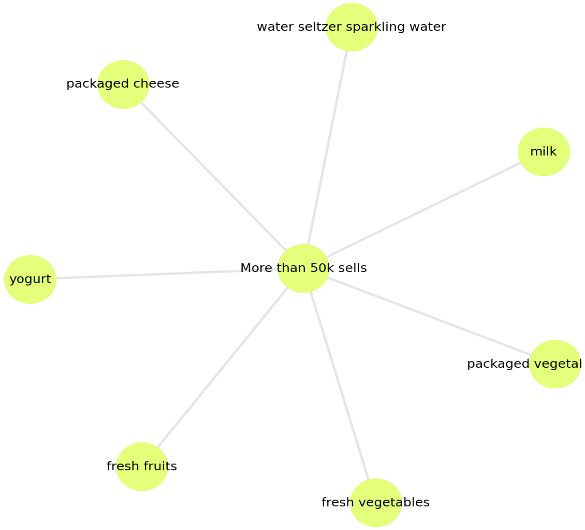 water seltzer sparkling water
packaged cheese
milk
More than 50k sells
yogurt
packaged vegetal
fresh fruits
fresh vegetables